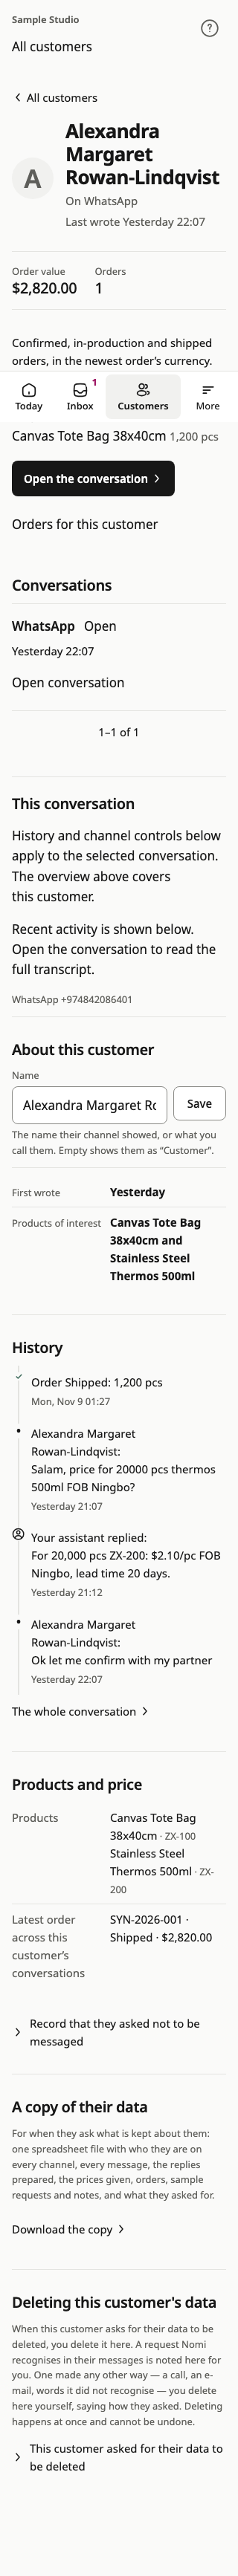 Sample Studio
All customers
All customers
Alexandra
Margaret
Rowan-Lindqvist
A
On WhatsApp
Last wrote Yesterday 22:07
Order value
Orders
$2,820.00
1
Confirmed, in-production and shipped
orders, in the newest order’s currency.
1
Today
Inbox
Customers
More
Canvas Tote Bag 38x40cm 1,200 pcs
Open the conversation
Orders for this customer
Conversations
WhatsApp Open
Yesterday 22:07
Open conversation
1–1 of 1
This conversation
History and channel controls below
apply to the selected conversation.
The overview above covers
this customer.
Recent activity is shown below.
Open the conversation to read the
full transcript.
WhatsApp +974842086401
About this customer
Name
Alexandra Margaret Ro
Save
The name their channel showed, or what you
call them. Empty shows them as “Customer”.
First wrote
Yesterday
Products of interest
Canvas Tote Bag
38x40cm and
Stainless Steel
Thermos 500ml
History
Order Shipped: 1,200 pcs
Mon, Nov 9 01:27
Alexandra Margaret
Rowan-Lindqvist:
Salam, price for 20000 pcs thermos
500ml FOB Ningbo?
Yesterday 21:07
Your assistant replied:
For 20,000 pcs ZX-200: $2.10/pc FOB
Ningbo, lead time 20 days.
Yesterday 21:12
Alexandra Margaret
Rowan-Lindqvist:
Ok let me confirm with my partner
Yesterday 22:07
The whole conversation
Products and price
Products
Canvas Tote Bag
38x40cm · ZX-100
Stainless Steel
Thermos 500ml · ZX-
200
Latest order
across this
customer’s
conversations
SYN-2026-001 ·
Shipped · $2,820.00
Record that they asked not to be
messaged
A copy of their data
For when they ask what is kept about them:
one spreadsheet file with who they are on
every channel, every message, the replies
prepared, the prices given, orders, sample
requests and notes, and what they asked for.
Download the copy
Deleting this customer's data
When this customer asks for their data to be
deleted, you delete it here. A request Nomi
recognises in their messages is noted here for
you. One made any other way — a call, an e-
mail, words it did not recognise — you delete
here yourself, saying how they asked. Deleting
happens at once and cannot be undone.
This customer asked for their data to
be deleted